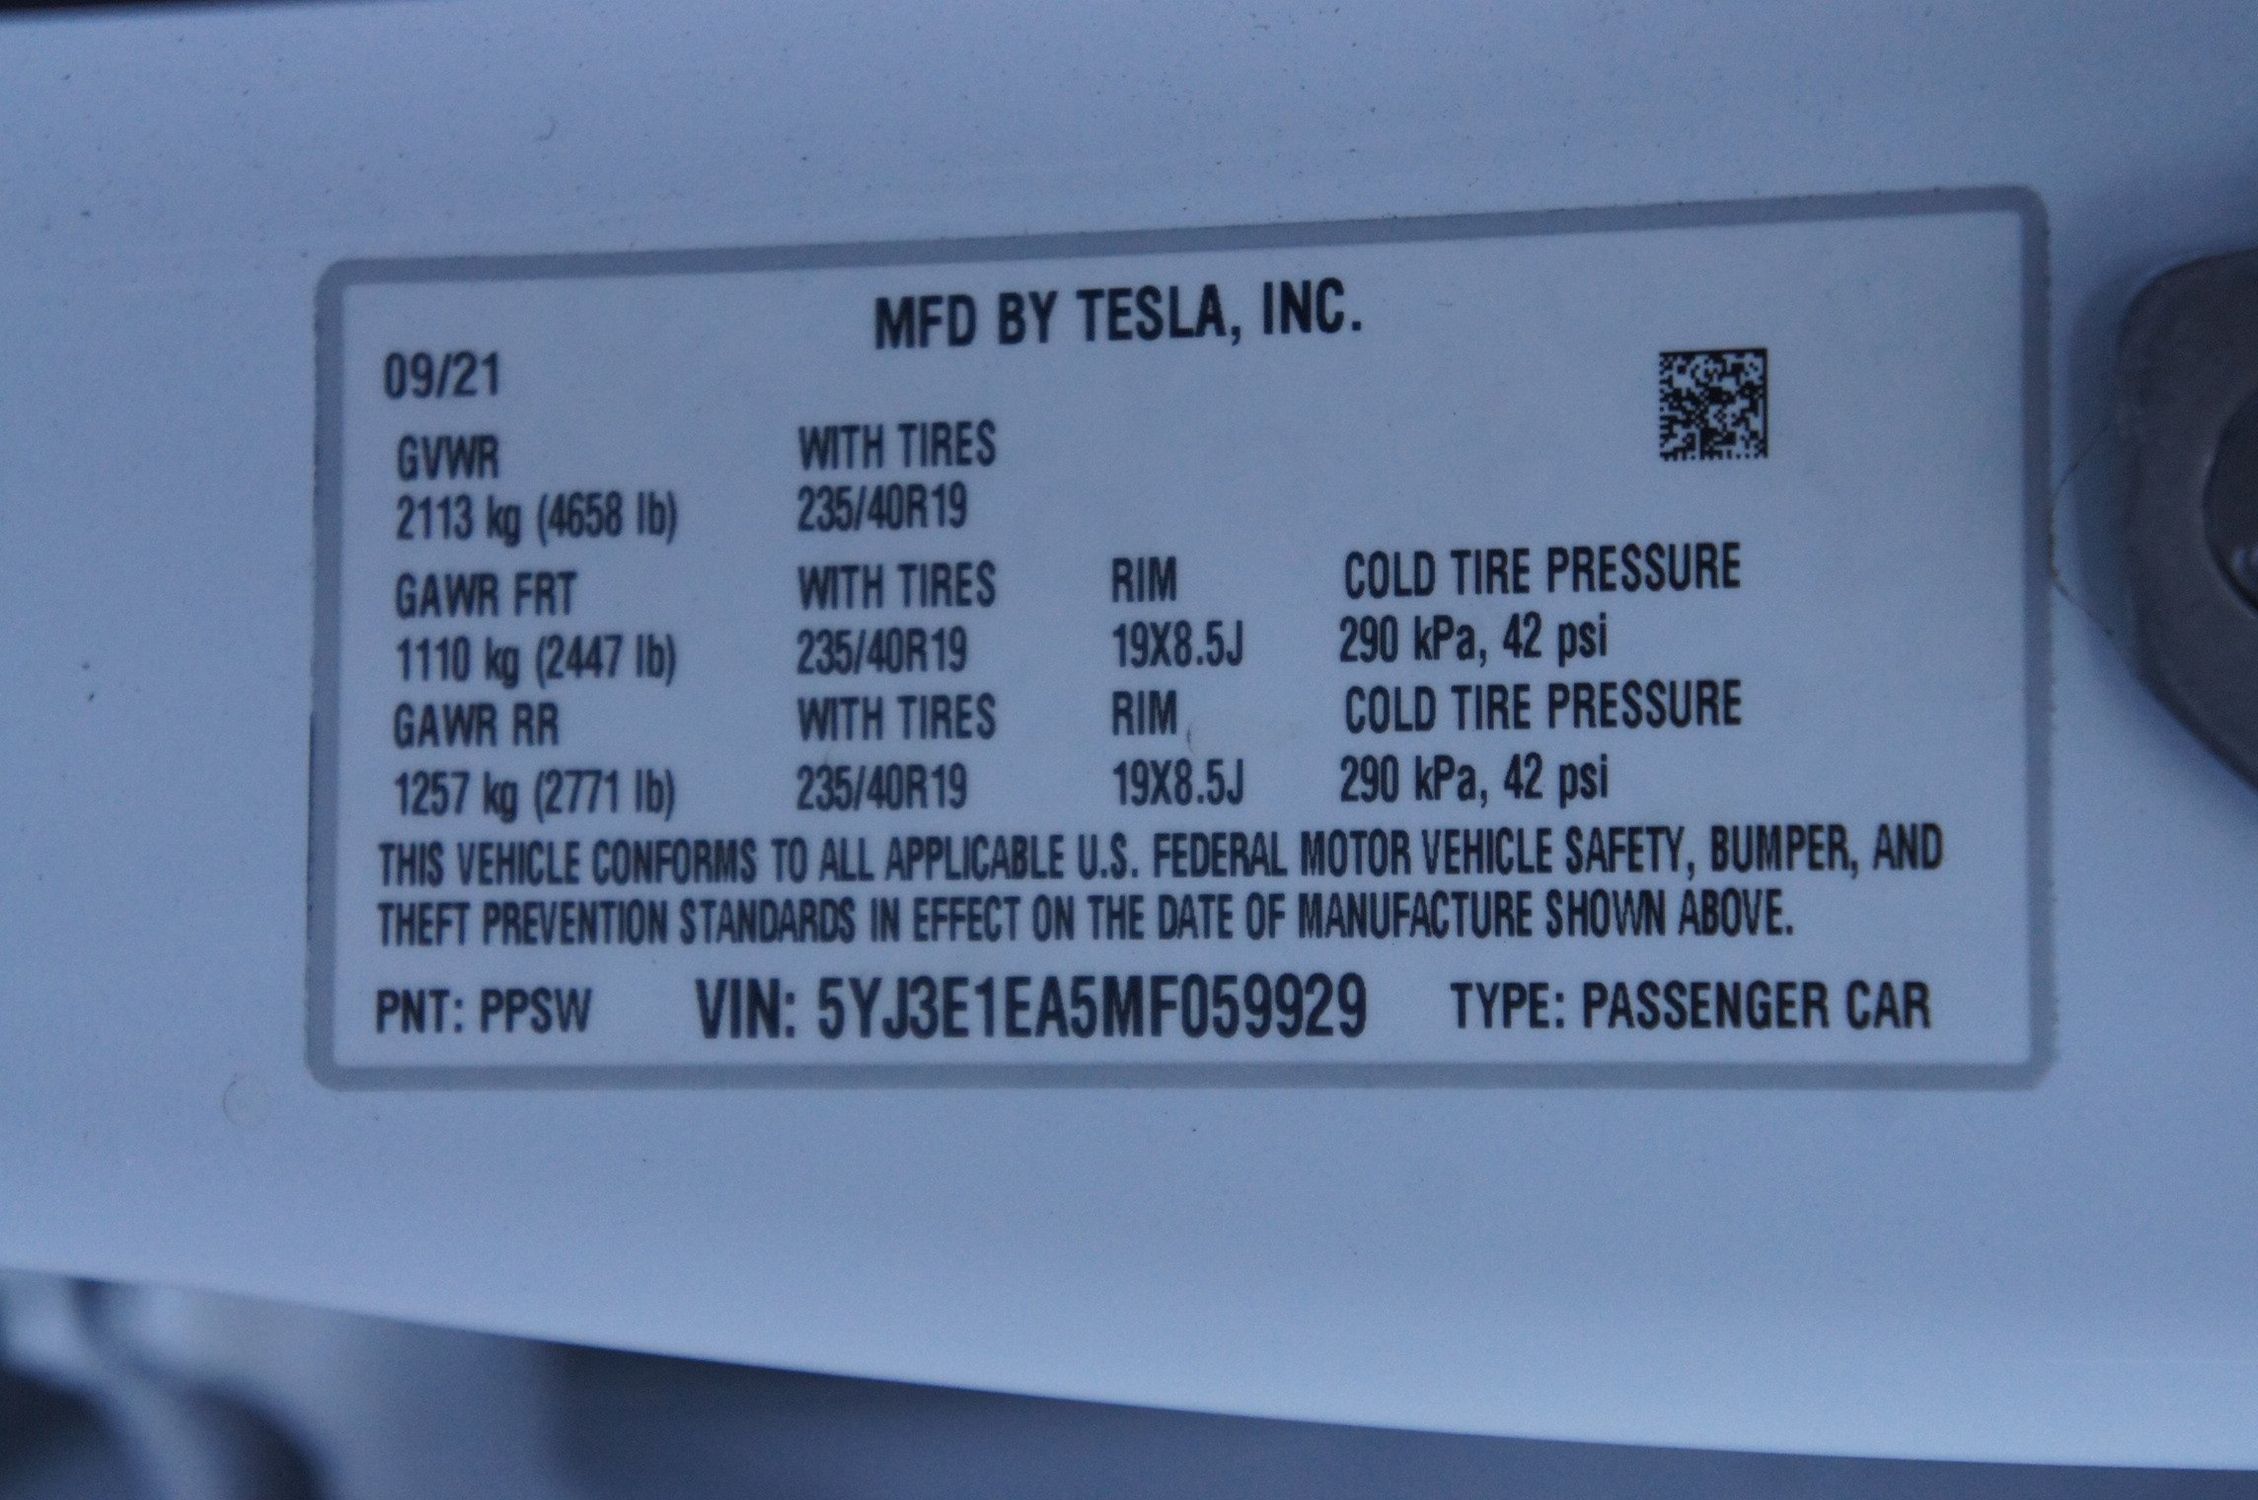 MFD BY TESLA, INC.
09/21
GVWR WITH TIRES
2113 kg (4658 lb) 235/40R19
GAWR FRT WITH TIRES RIM COLD TIRE PRESSURE
1110 kg (2447 lb) 235/40R19 19X8.5J 290 kPa, 42 psi
GAWR RR WITH TIRES RIM COLD TIRE PRESSURE
1257 kg (2771 lb) 235/40R19 19X8.5J 290 kPa, 42 psi
THIS VEHICLE CONFORMS TO ALL APPLICABLE U.S. FEDERAL MOTOR VEHICLE SAFETY, BUMPER, AND
THEFT PREVENTION STANDARDS IN EFFECT ON THE DATE OF MANUFACTURE SHOWN ABOVE.
PNT: PPSW VIN: 5YJ3E1EA5MF059929 TYPE: PASSENGER CAR